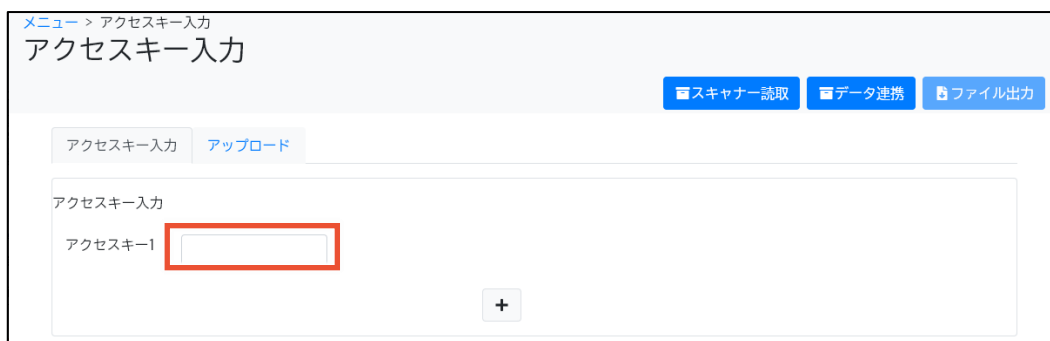 メニュー > アクセスキー入力
アクセスキー入力
スキャナー読取 データ連携 ファイル出力
アクセスキー入力 アップロード
アクセスキー入力
アクセスキー1
+